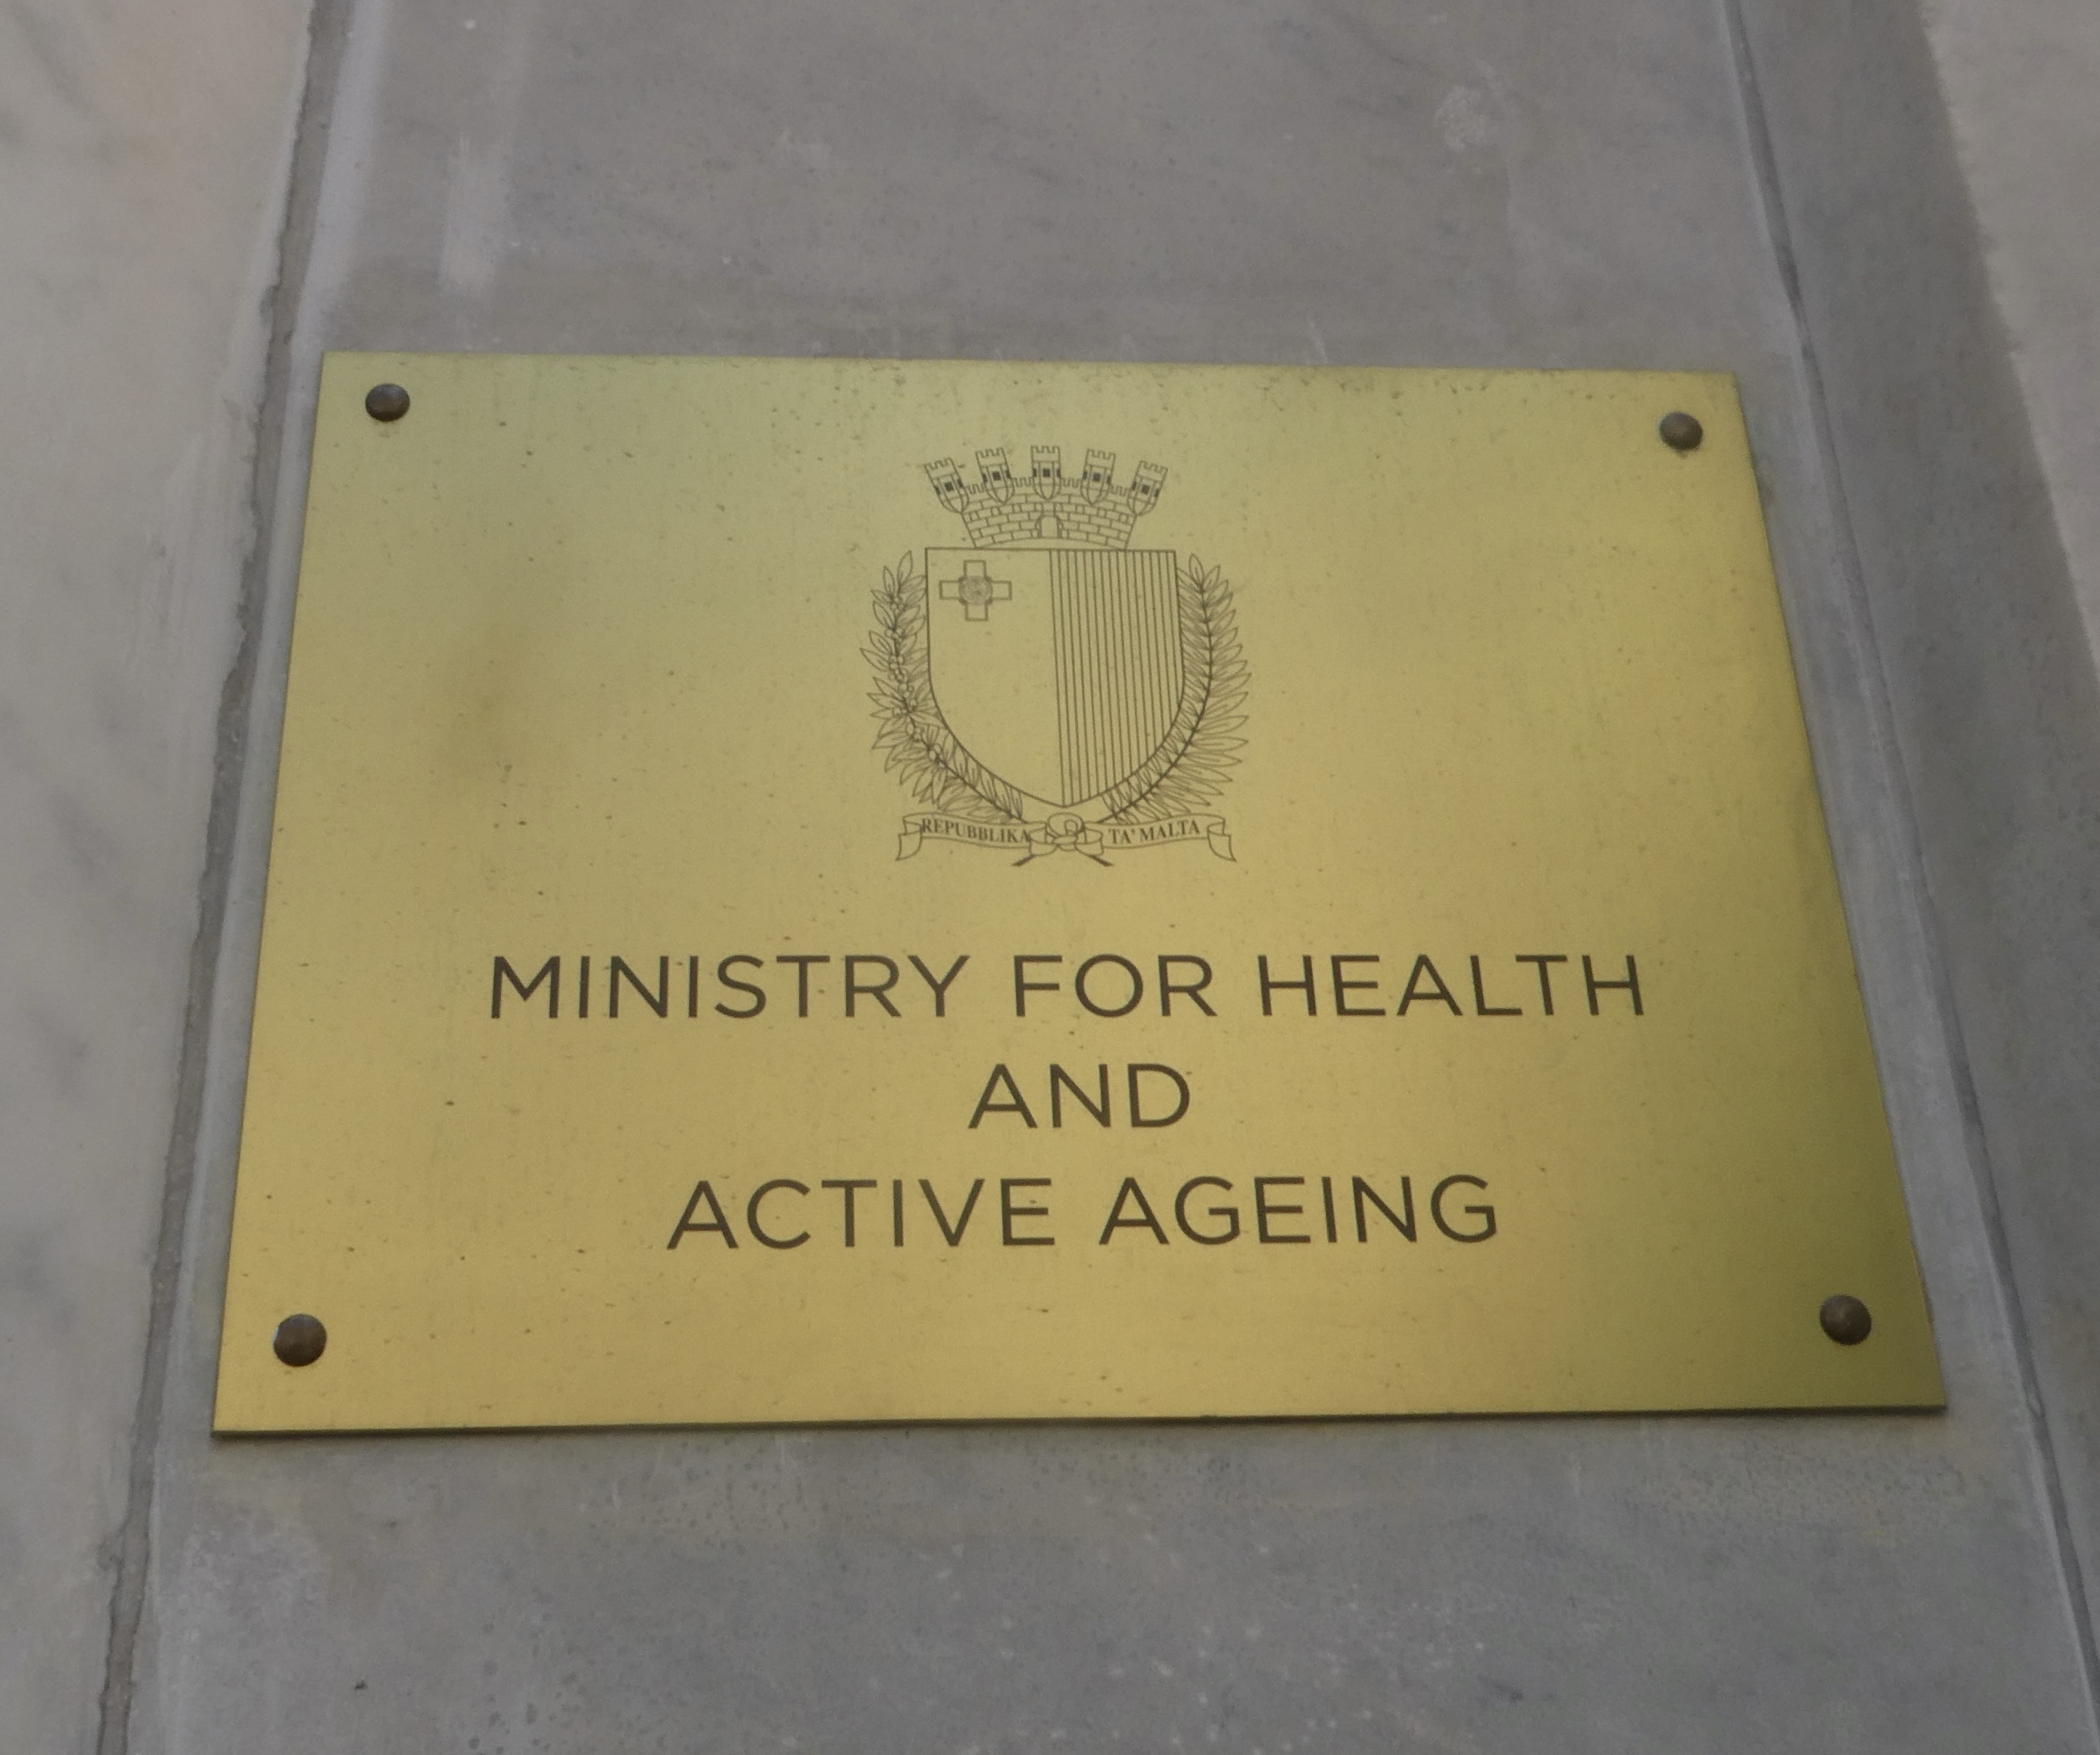 REPUBBLIKA TA' MALTA
MINISTRY FOR HEALTH
AND
ACTIVE AGEING